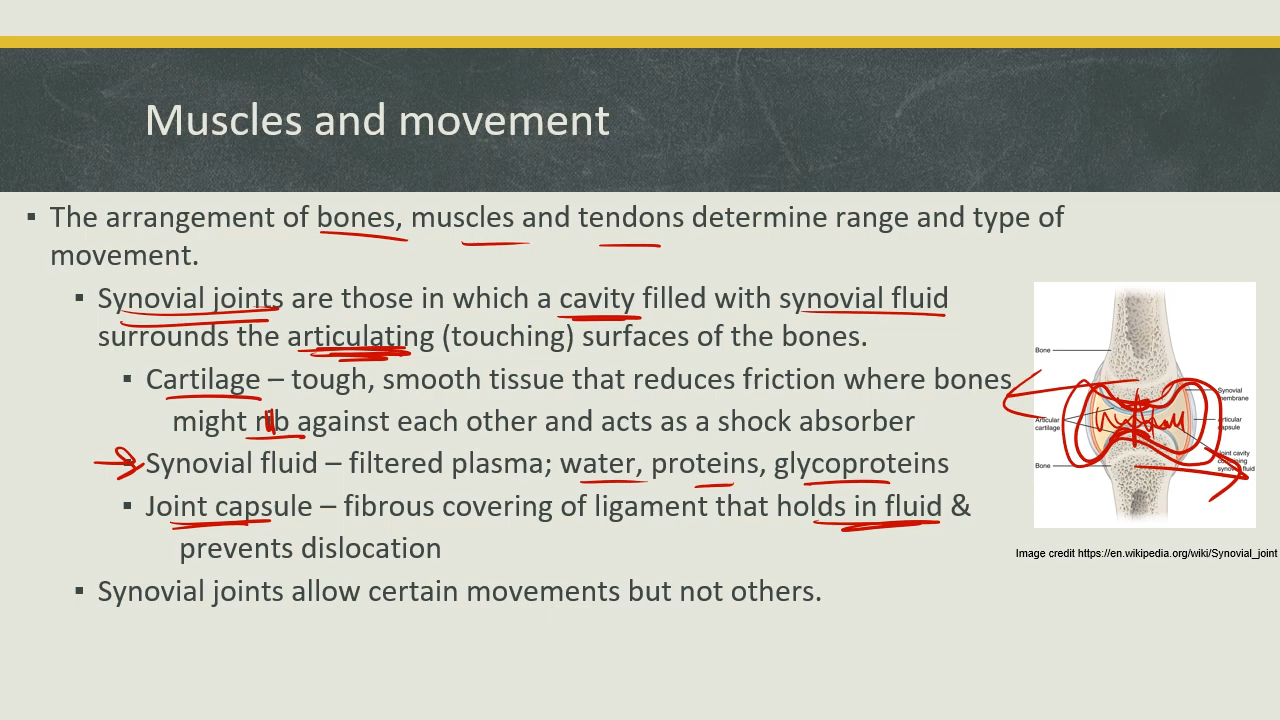 Muscles and movement
▪ The arrangement of bones, muscles and tendons determine range and type of
movement.
▪ Synovial joints are those in which a cavity filled with synovial fluid
surrounds the articulating (touching) surfaces of the bones.
▪ Cartilage – tough, smooth tissue that reduces friction where bones
might rub against each other and acts as a shock absorber
Synovial fluid – filtered plasma; water, proteins, glycoproteins
▪ Joint capsule – fibrous covering of ligament that holds in fluid &
prevents dislocation
▪ Synovial joints allow certain movements but not others.
Bone
Synovial
membrane
Articular
cartilage
Articular
capsule
Joint cavity
containing
synovial fluid
Bone
Image credit https://en.wikipedia.org/wiki/Synovial_joint